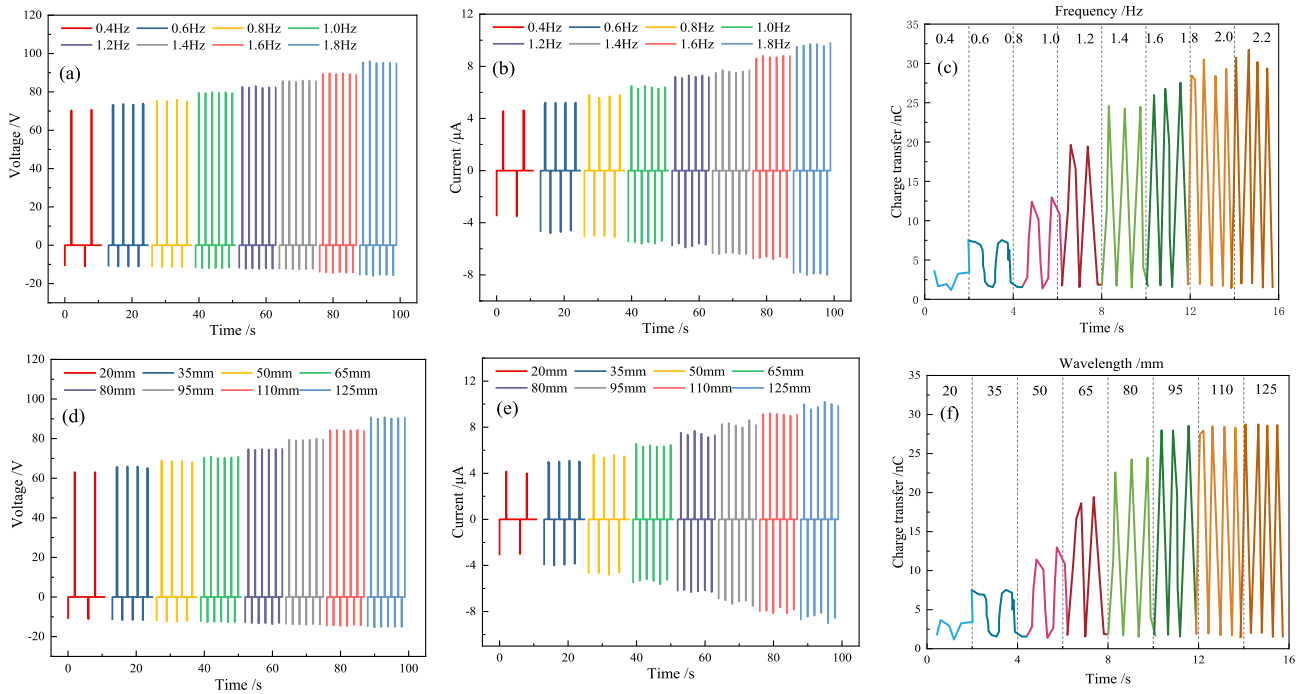 120
100
80
60
40
20
0
-20
Voltage /V
0.4Hz 0.6Hz 0.8Hz 1.0Hz
1.2Hz 1.4Hz 1.6Hz 1.8Hz
(a)
0 20 40 60 80 100
Time /s
12
8
4
0
-4
-8
Current /μA
0.4Hz 0.6Hz 0.8Hz 1.0Hz
1.2Hz 1.4Hz 1.6Hz 1.8Hz
(b)
0 20 40 60 80 100
Time /s
Frequency /Hz
35
30
25
20
15
10
5
0
Charge transfer /nC
0.4 0.6 0.8 1.0 1.2 1.4 1.6 1.8 2.0 2.2
(c)
0 4 8 12 16
Time /s
120
100
80
60
40
20
0
-20
Voltage /V
20mm 35mm 50mm 65mm
80mm 95mm 110mm 125mm
(d)
0 20 40 60 80 100
Time /s
12
8
4
0
-4
-8
Current /μA
20mm 35mm 50mm 65mm
80mm 95mm 110mm 125mm
(e)
0 20 40 60 80 100
Time /s
Wavelength /mm
35
30
25
20
15
10
5
0
Charge transfer /nC
20 35 50 65 80 95 110 125
(f)
0 4 8 12 16
Time /s